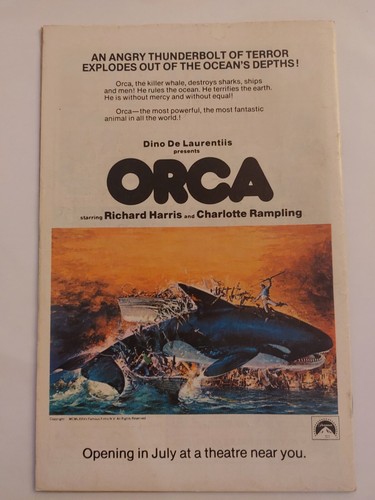 AN ANGRY THUNDERBOLT OF TERROR
EXPLODES OUT OF THE OCEAN'S DEPTHS!
Orca, the killer whale, destroys sharks, ships
and men! He rules the ocean. He terrifies the earth.
He is without mercy and without equal!
Orca—the most powerful, the most fantastic
animal in all the world.!
Dino De Laurentiis
presents
ORCA
starring Richard Harris and Charlotte Rampling
All Rights Reserved
Opening in July at a theatre near you.